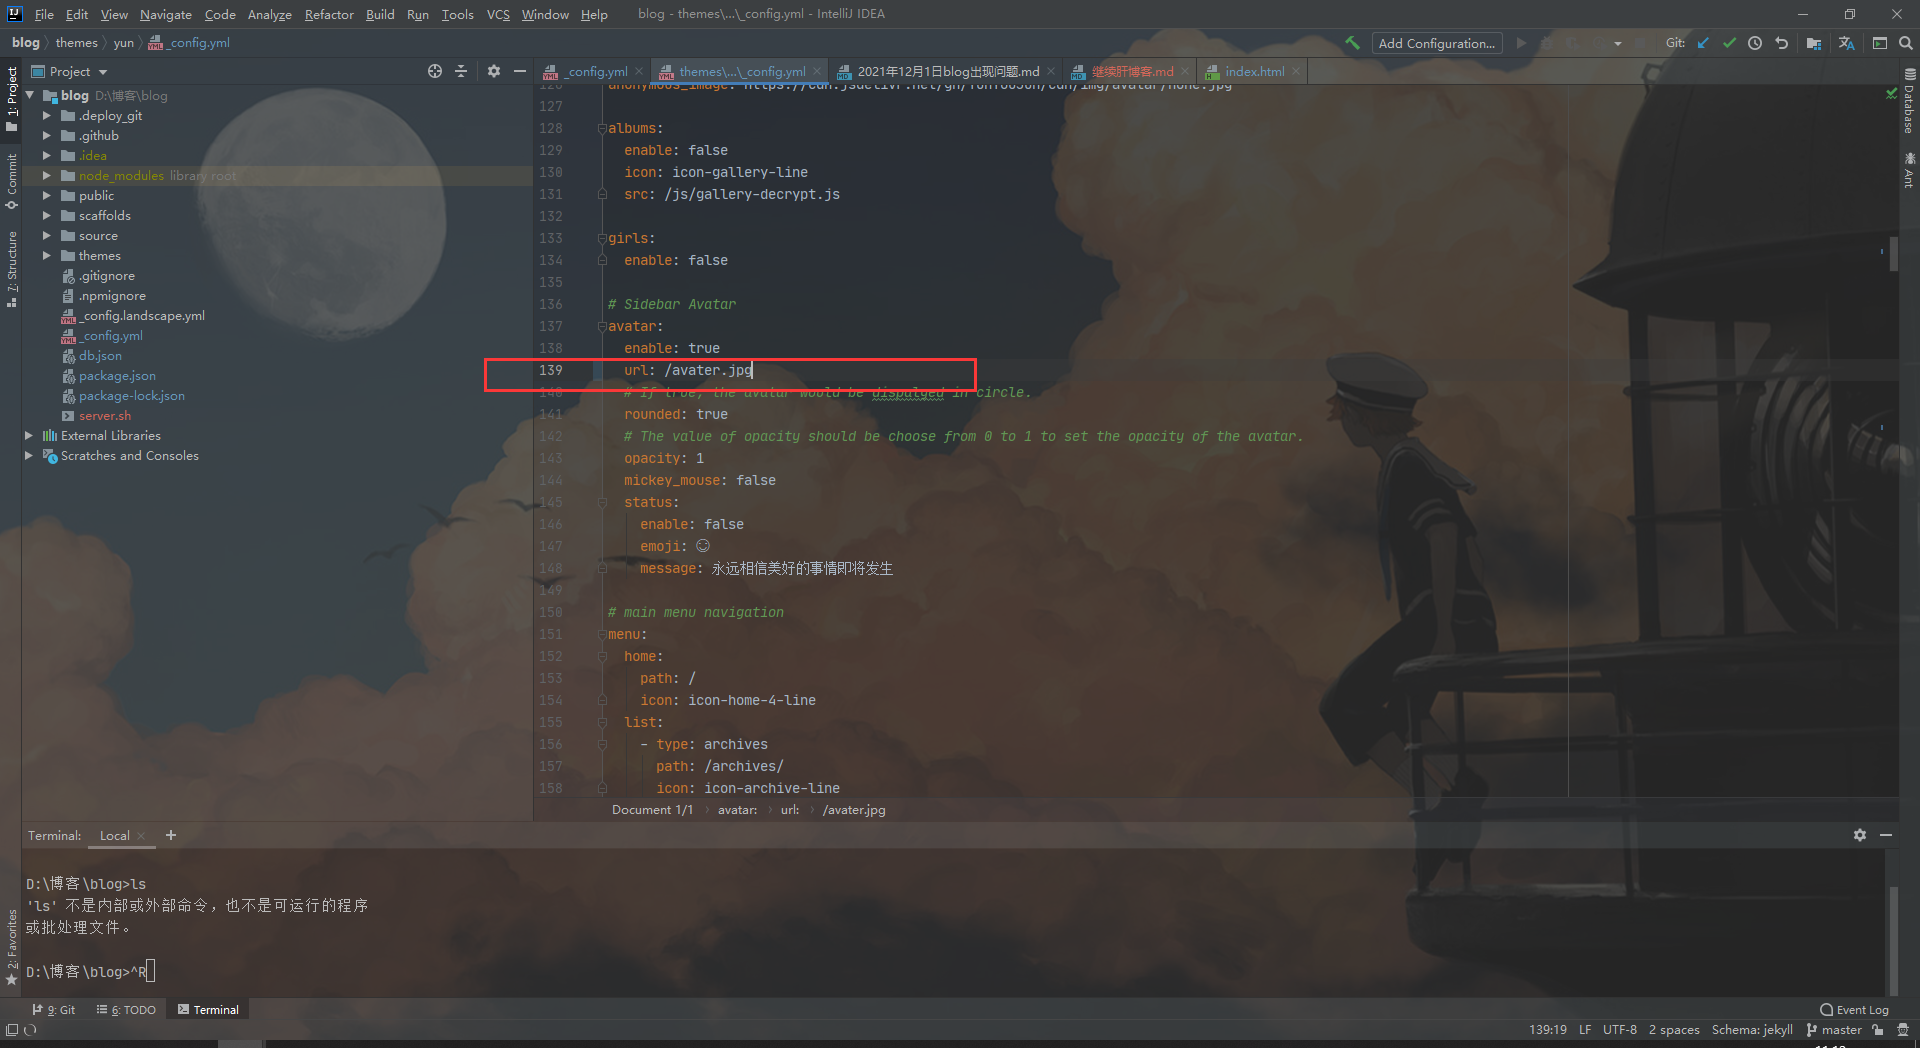 File Edit View Navigate Code Analyze Refactor Build Run Tools VCS Window Help blog - themes\...\_config.yml - IntelliJ IDEA
blog themes yun _config.yml Add Configuration... Git:
Project _config.yml themes\...\_config.yml 2021年12月1日blog出现问题.md 继续肝博客.md index.html
1: Project
Commit
7: Structure
2: Favorites
blog D:\博客\blog
.deploy_git
.github
.idea
node_modules library root
public
scaffolds
source
themes
.gitignore
.npmignore
_config.landscape.yml
_config.yml
db.json
package.json
package-lock.json
server.sh
External Libraries
Scratches and Consoles
127
128 albums:
129 enable: false
130 icon: icon-gallery-line
131 src: /js/gallery-decrypt.js
132
133 girls:
134 enable: false
135
136 # Sidebar Avatar
137 avatar:
138 enable: true
139 url: /avater.jpg
140 # If true, the avatar would be dispalged in circle.
141 rounded: true
142 # The value of opacity should be choose from 0 to 1 to set the opacity of the avatar.
143 opacity: 1
144 mickey_mouse: false
145 status:
146 enable: false
147 emoji: 😊
148 message: 永远相信美好的事情即将发生
149
150 # main menu navigation
151 menu:
152 home:
153 path: /
154 icon: icon-home-4-line
155 list:
156 - type: archives
157 path: /archives/
158 icon: icon-archive-line
Document 1/1 avatar: url: /avater.jpg
Database
Ant
Terminal: Local +
D:\博客\blog>ls
'ls' 不是内部或外部命令，也不是可运行的程序
或批处理文件。
D:\博客\blog>^R
9: Git 6: TODO Terminal Event Log
139:19 LF UTF-8 2 spaces Schema: jekyll master